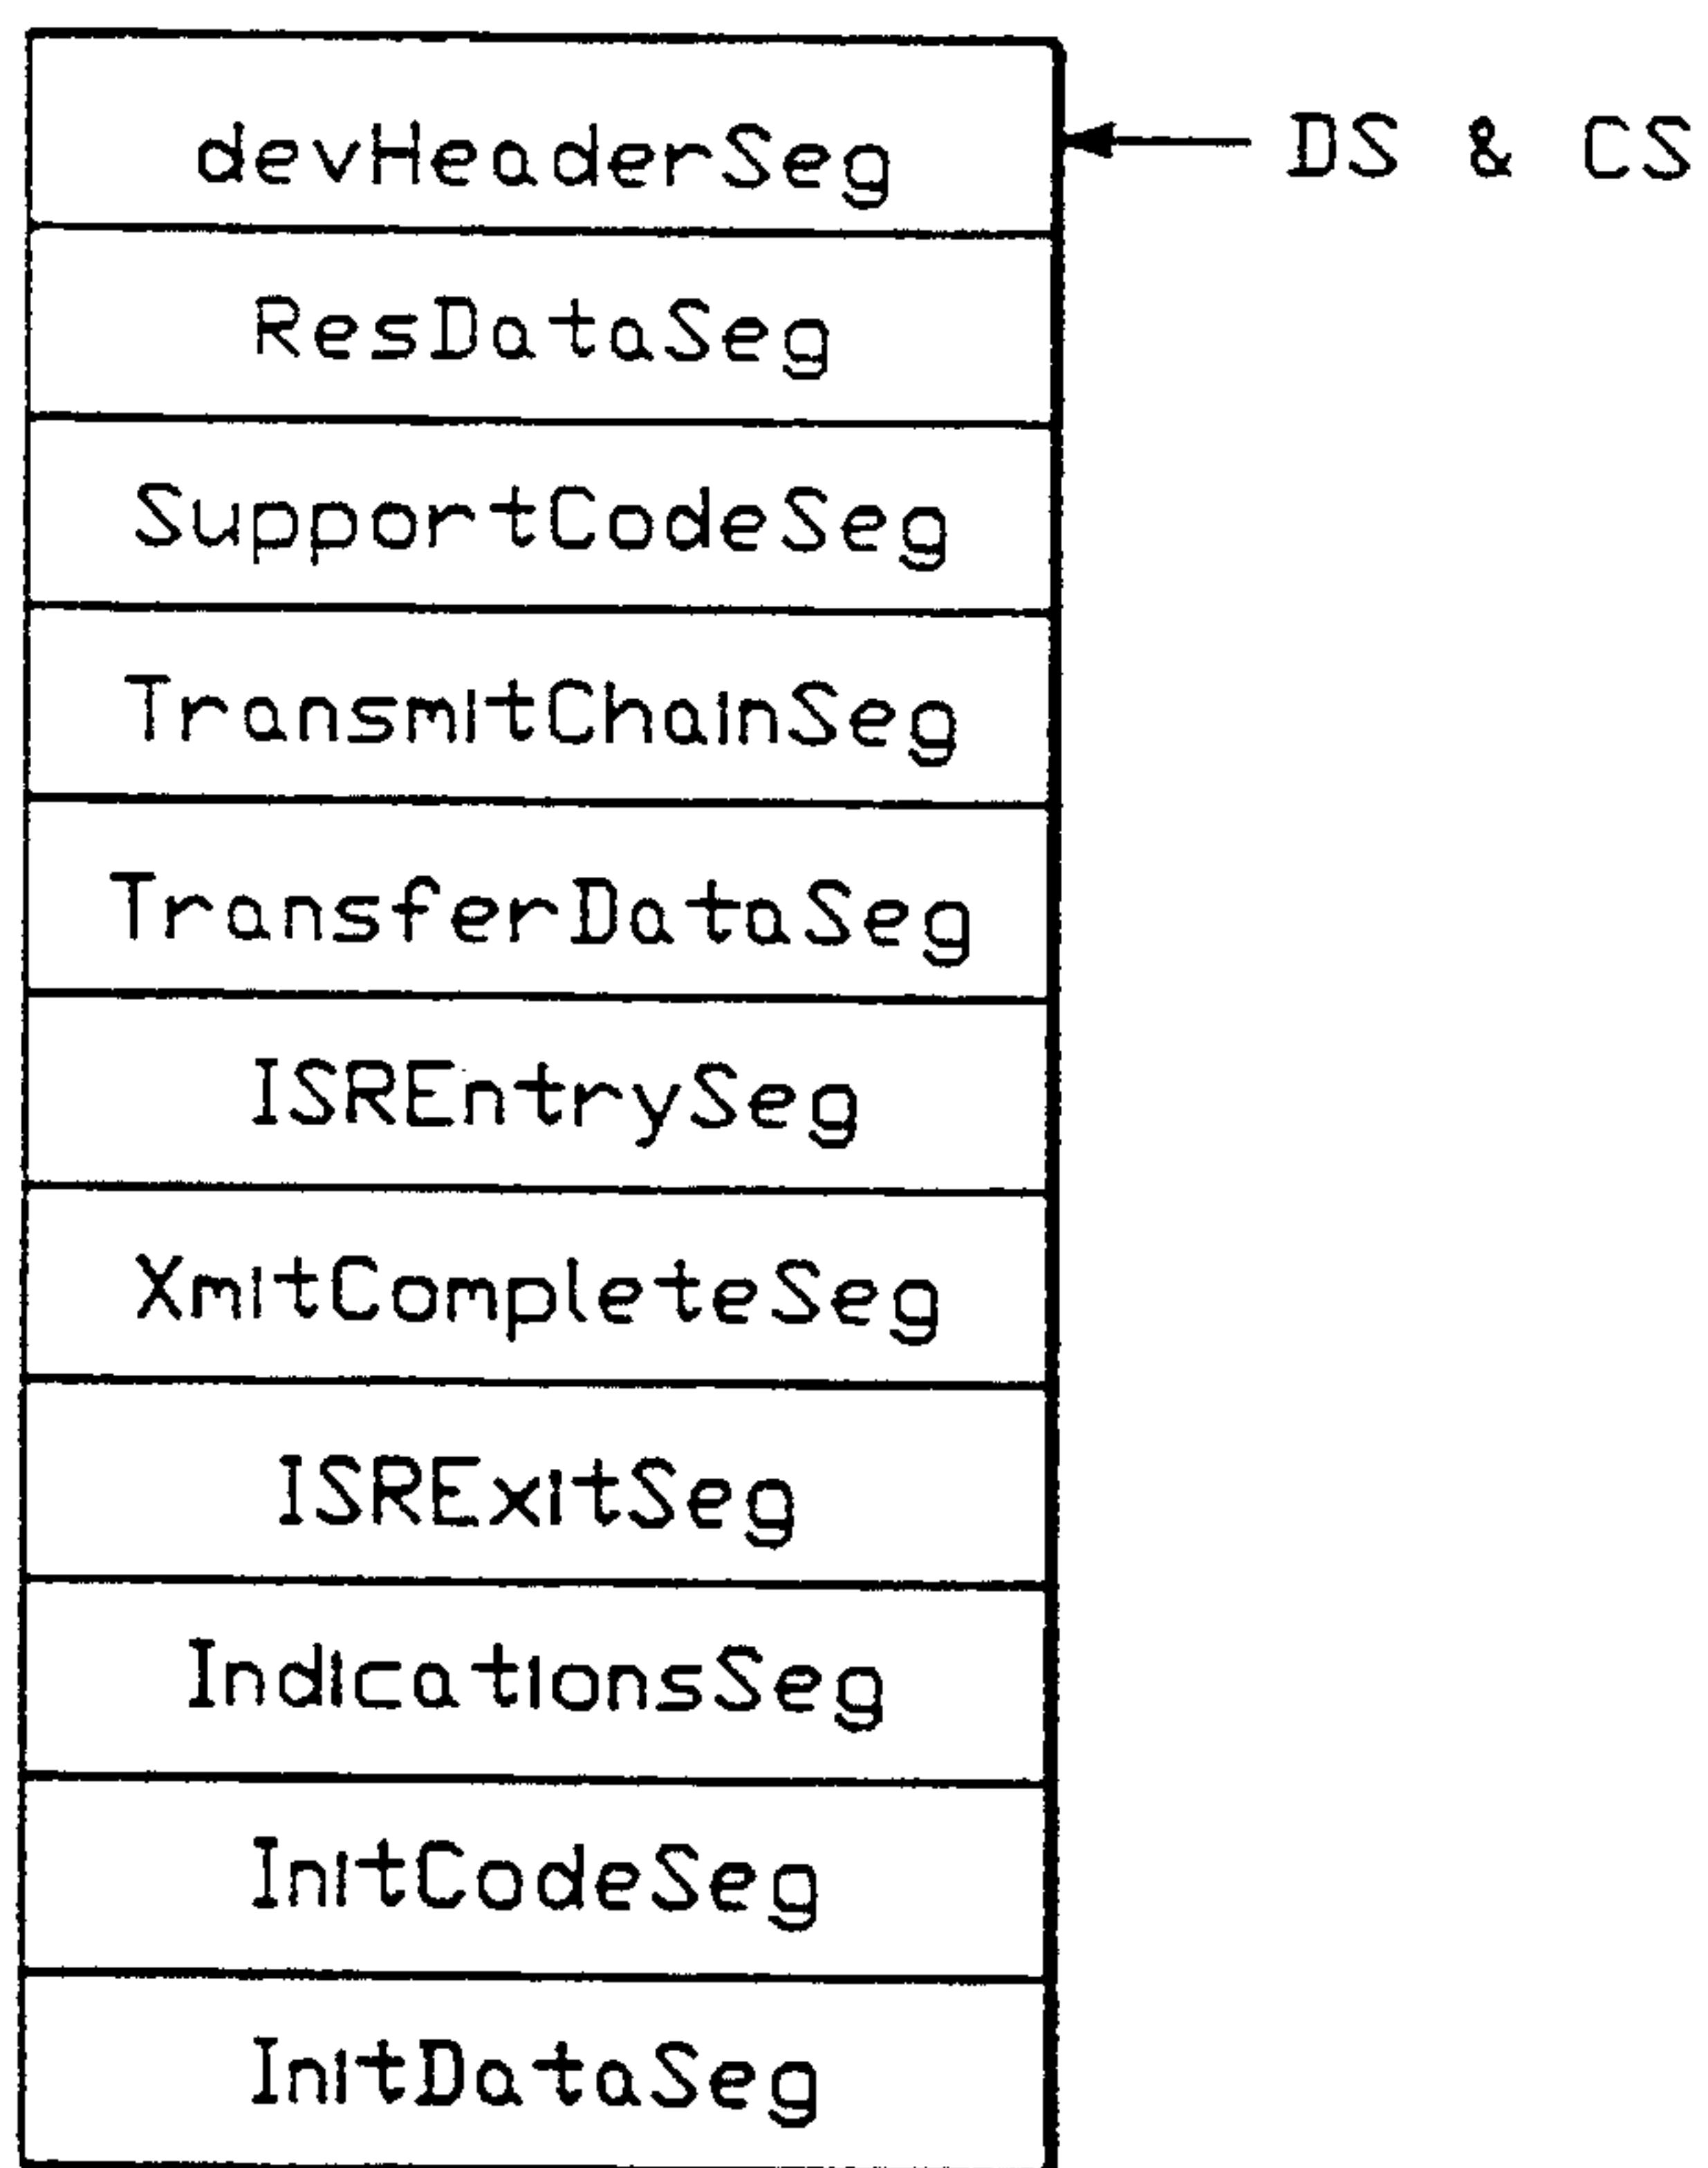 devHeaderSeg
DS & CS
ResDataSeg
SupportCodeSeg
TransmitChainSeg
TransferDataSeg
ISREntrySeg
XmitCompleteSeg
ISRExitSeg
IndicationsSeg
InitCodeSeg
InitDataSeg